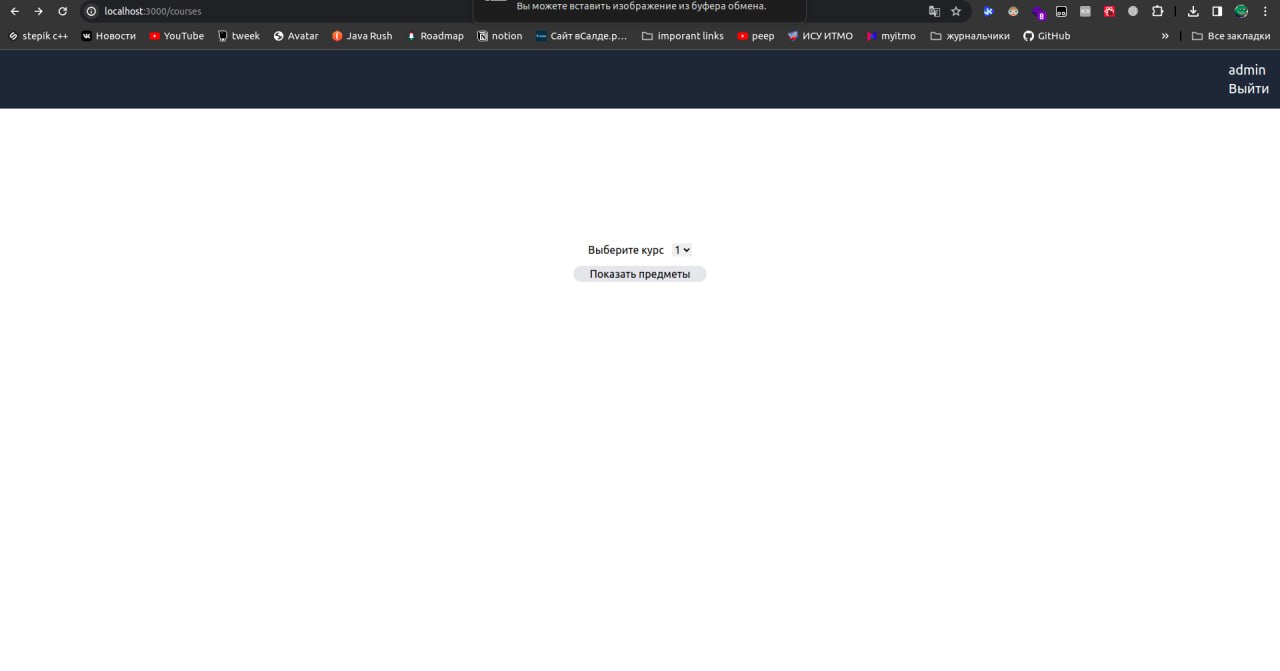 Вы можете вставить изображение из буфера обмена.
localhost:3000/courses
8
stepik c++ Новости YouTube tweek Avatar Java Rush Roadmap notion Сайт вСалде.р... imporant links peep ИСУ ИТМО myitmo журнальчики GitHub » Все закладки
admin
Выйти
Выберите курс 1
Показать предметы